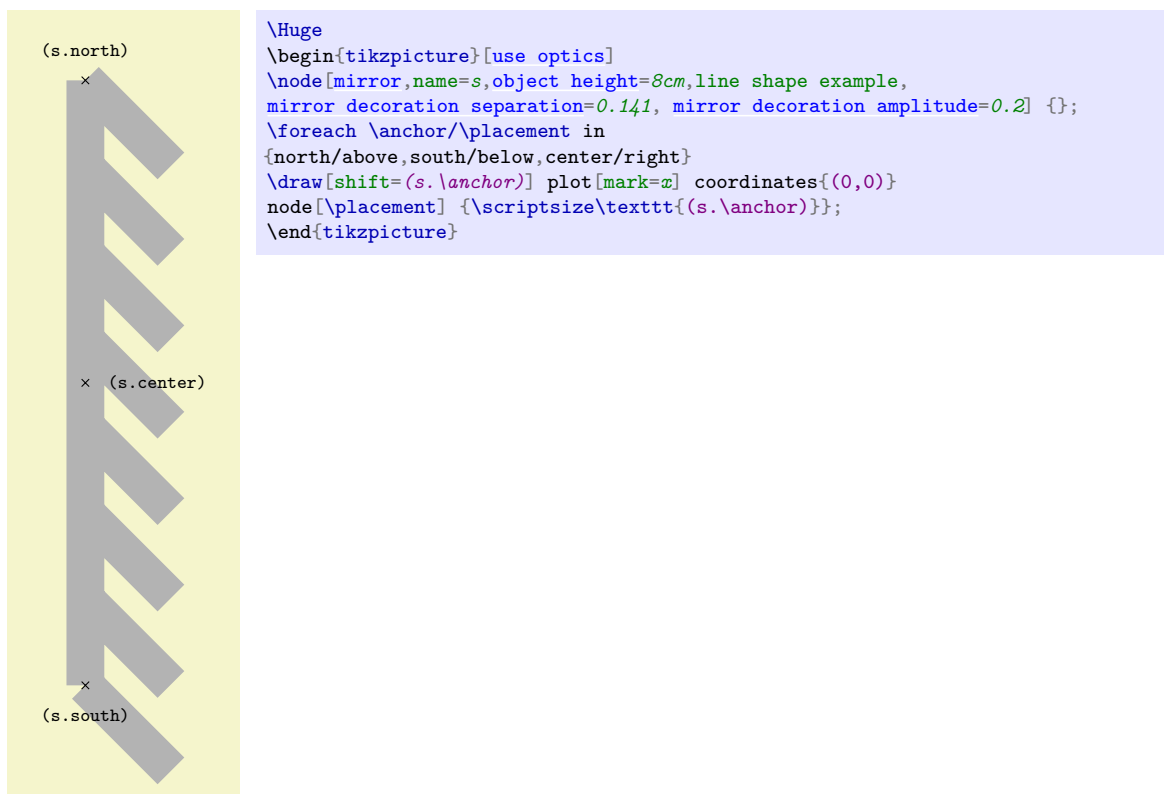 (s.north)
(s.center)
(s.south)
\Huge
\begin{tikzpicture}[use optics]
\node[mirror,name=s,object height=8cm,line shape example,
mirror decoration separation=0.141, mirror decoration amplitude=0.2] {};
\foreach \anchor/\placement in
{north/above,south/below,center/right}
\draw[shift=(s.\anchor)] plot[mark=x] coordinates{(0,0)}
node[\placement] {\scriptsize\texttt{(s.\anchor)}};
\end{tikzpicture}